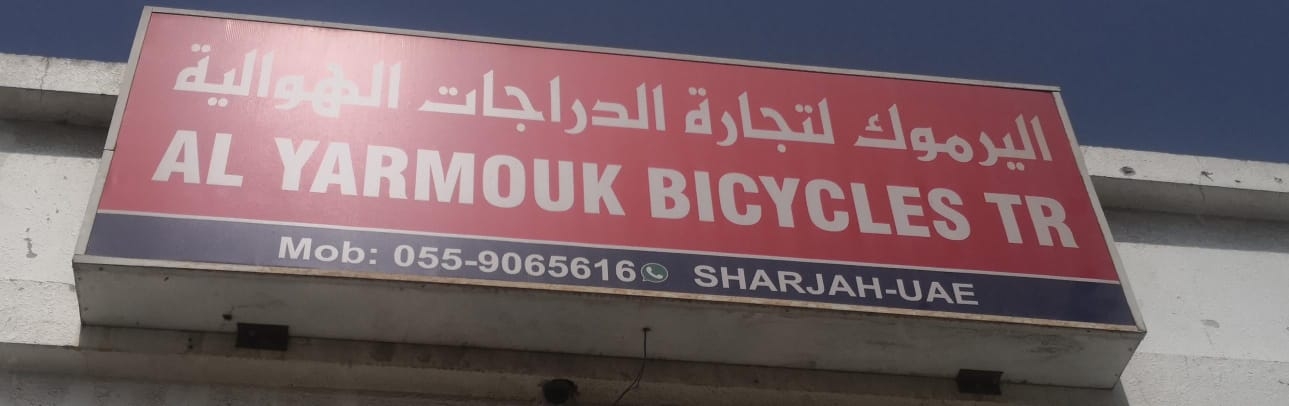 اليرموك لتجارة الدراجات الهوائية
AL YARMOUK BICYCLES TR
Mob: 055-9065616 SHARJAH-UAE